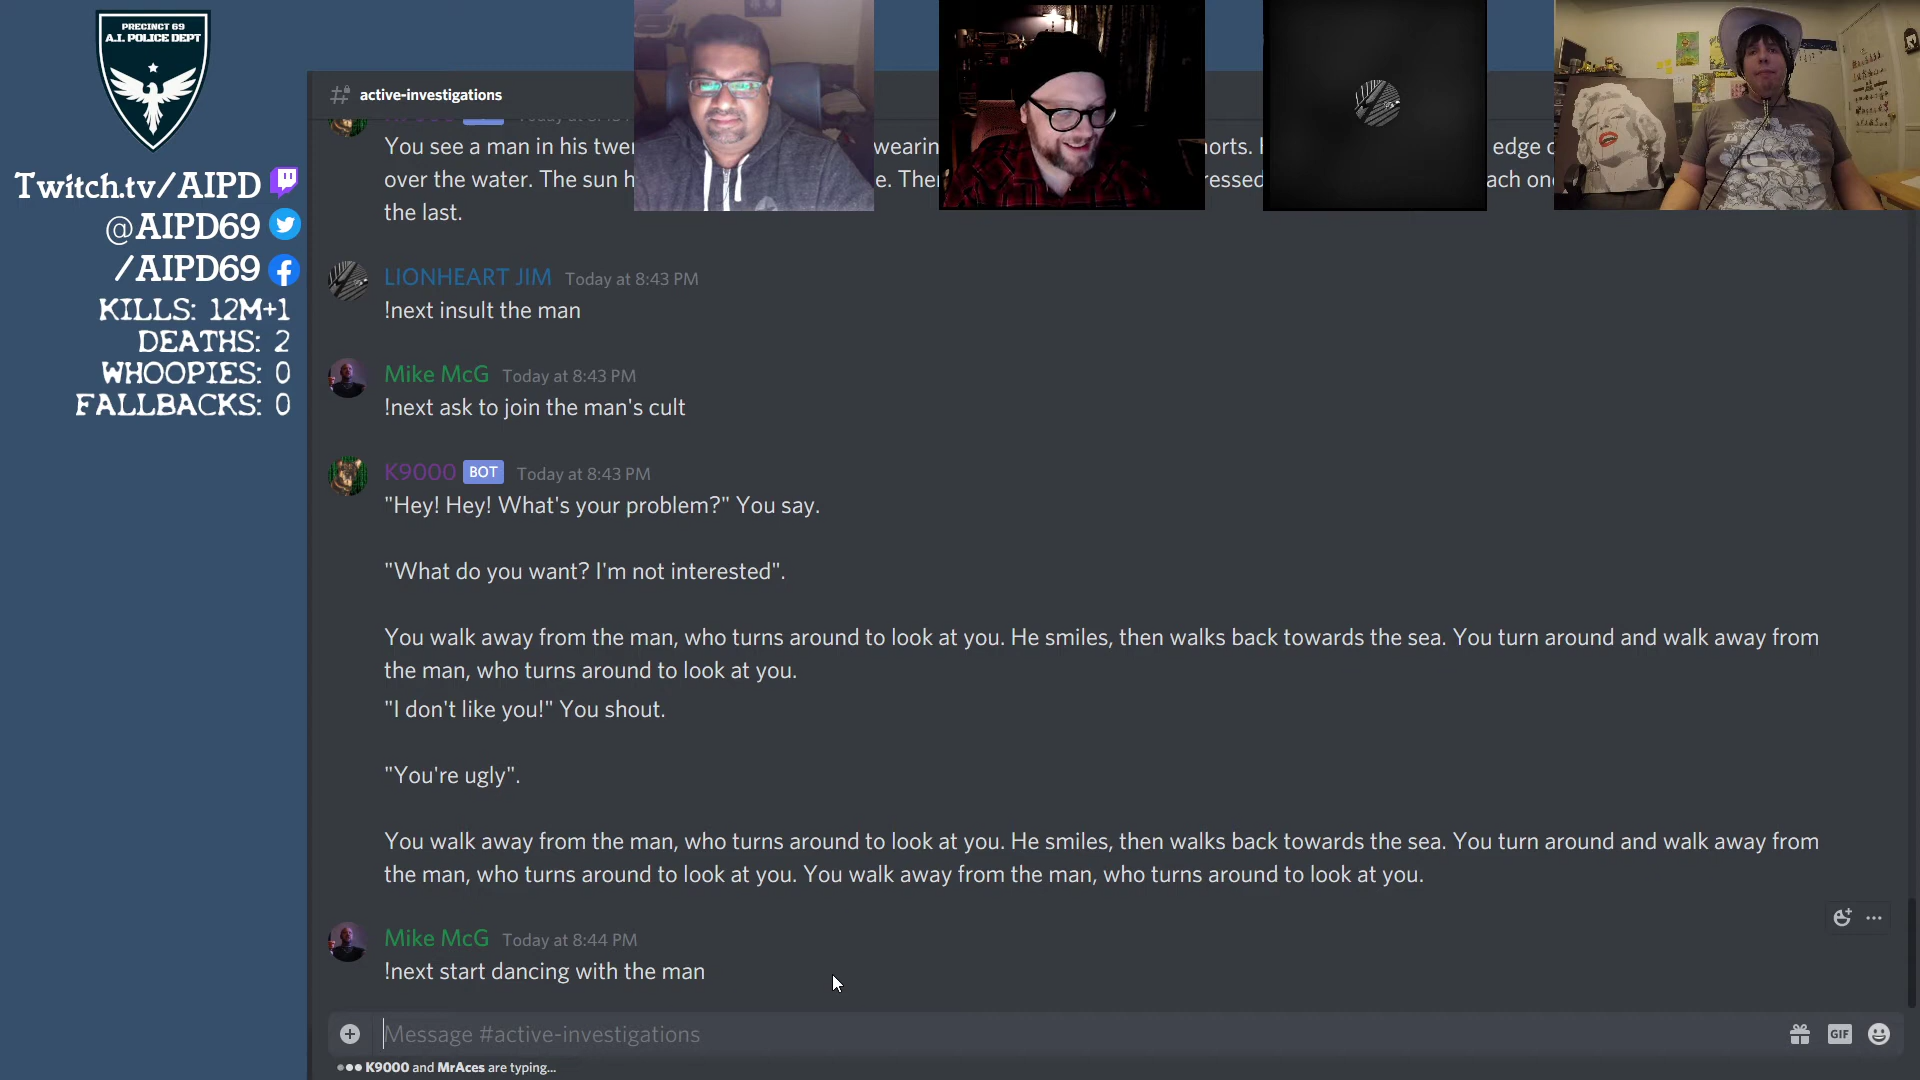 PRECINCT 69
A.I. POLICE DEPT
Twitch.tv/AIPD
@AIPD69
/AIPD69
KILLS: 12M+1
DEATHS: 2
WHOOPIES: 0
FALLBACKS: 0
active-investigations
You see a man in his
over the water. The sun
the last.
LIONHEART JIM Today at 8:43 PM
!next insult the man
Mike McG Today at 8:43 PM
!next ask to join the man's cult
K9000 BOT Today at 8:43 PM
"Hey! Hey! What's your problem?" You say.
"What do you want? I'm not interested".
You walk away from the man, who turns around to look at you. He smiles, then walks back towards the sea. You turn around and walk away from
the man, who turns around to look at you.
"I don't like you!" You shout.
"You're ugly".
You walk away from the man, who turns around to look at you. He smiles, then walks back towards the sea. You turn around and walk away from
the man, who turns around to look at you. You walk away from the man, who turns around to look at you.
Mike McG Today at 8:44 PM
!next start dancing with the man
Message #active-investigations
GIF
K9000 and MrAces are typing...